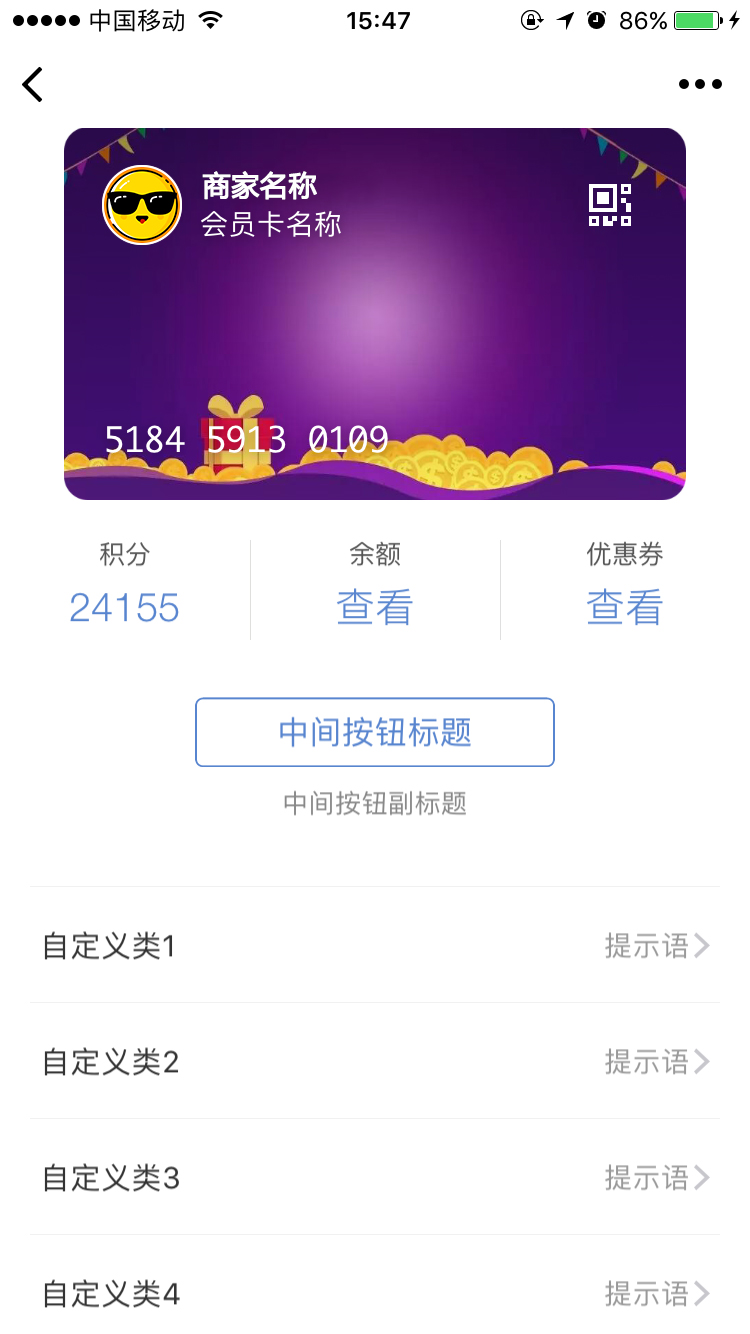 中国移动 15:47 86%
商家名称
会员卡名称
5184 5913 0109
积分 余额 优惠券
24155 查看 查看
中间按钮标题
中间按钮副标题
自定义类1 提示语
自定义类2 提示语
自定义类3 提示语
自定义类4 提示语